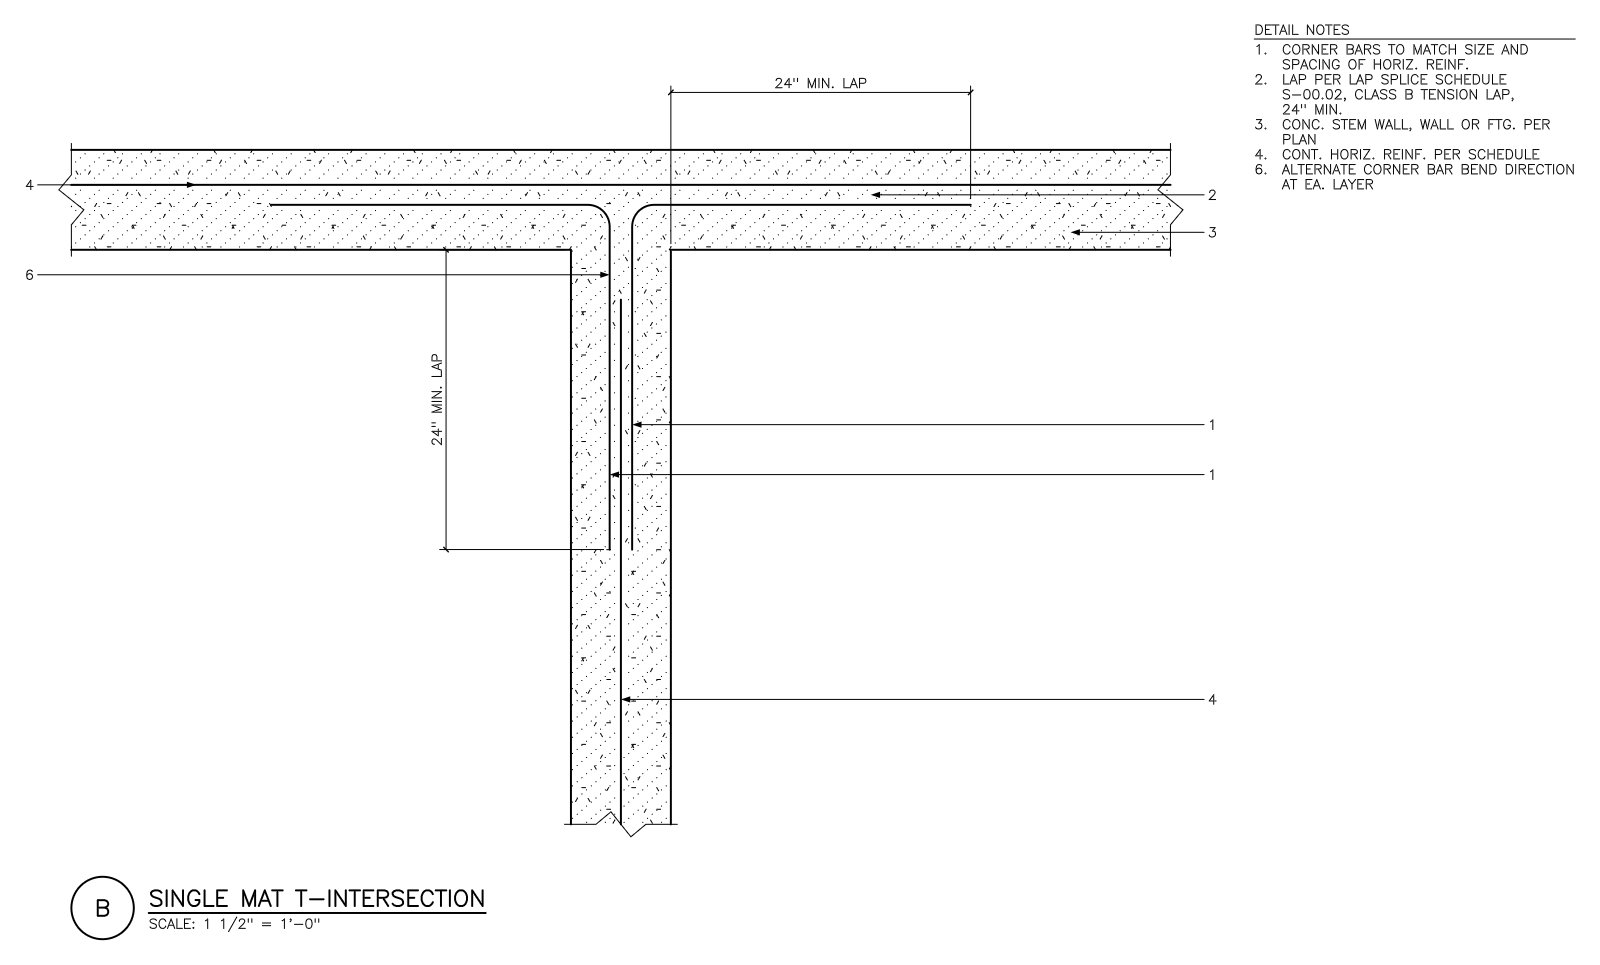 DETAIL NOTES
1. CORNER BARS TO MATCH SIZE AND
SPACING OF HORIZ. REINF.
2. LAP PER LAP SPLICE SCHEDULE
S-00.02, CLASS B TENSION LAP,
24" MIN.
3. CONC. STEM WALL, WALL OR FTG. PER
PLAN
4. CONT. HORIZ. REINF. PER SCHEDULE
6. ALTERNATE CORNER BAR BEND DIRECTION
AT EA. LAYER
24" MIN. LAP
4
2
3
6
24" MIN. LAP
1
1
4
B
SINGLE MAT T-INTERSECTION
SCALE: 1 1/2" = 1'-0"